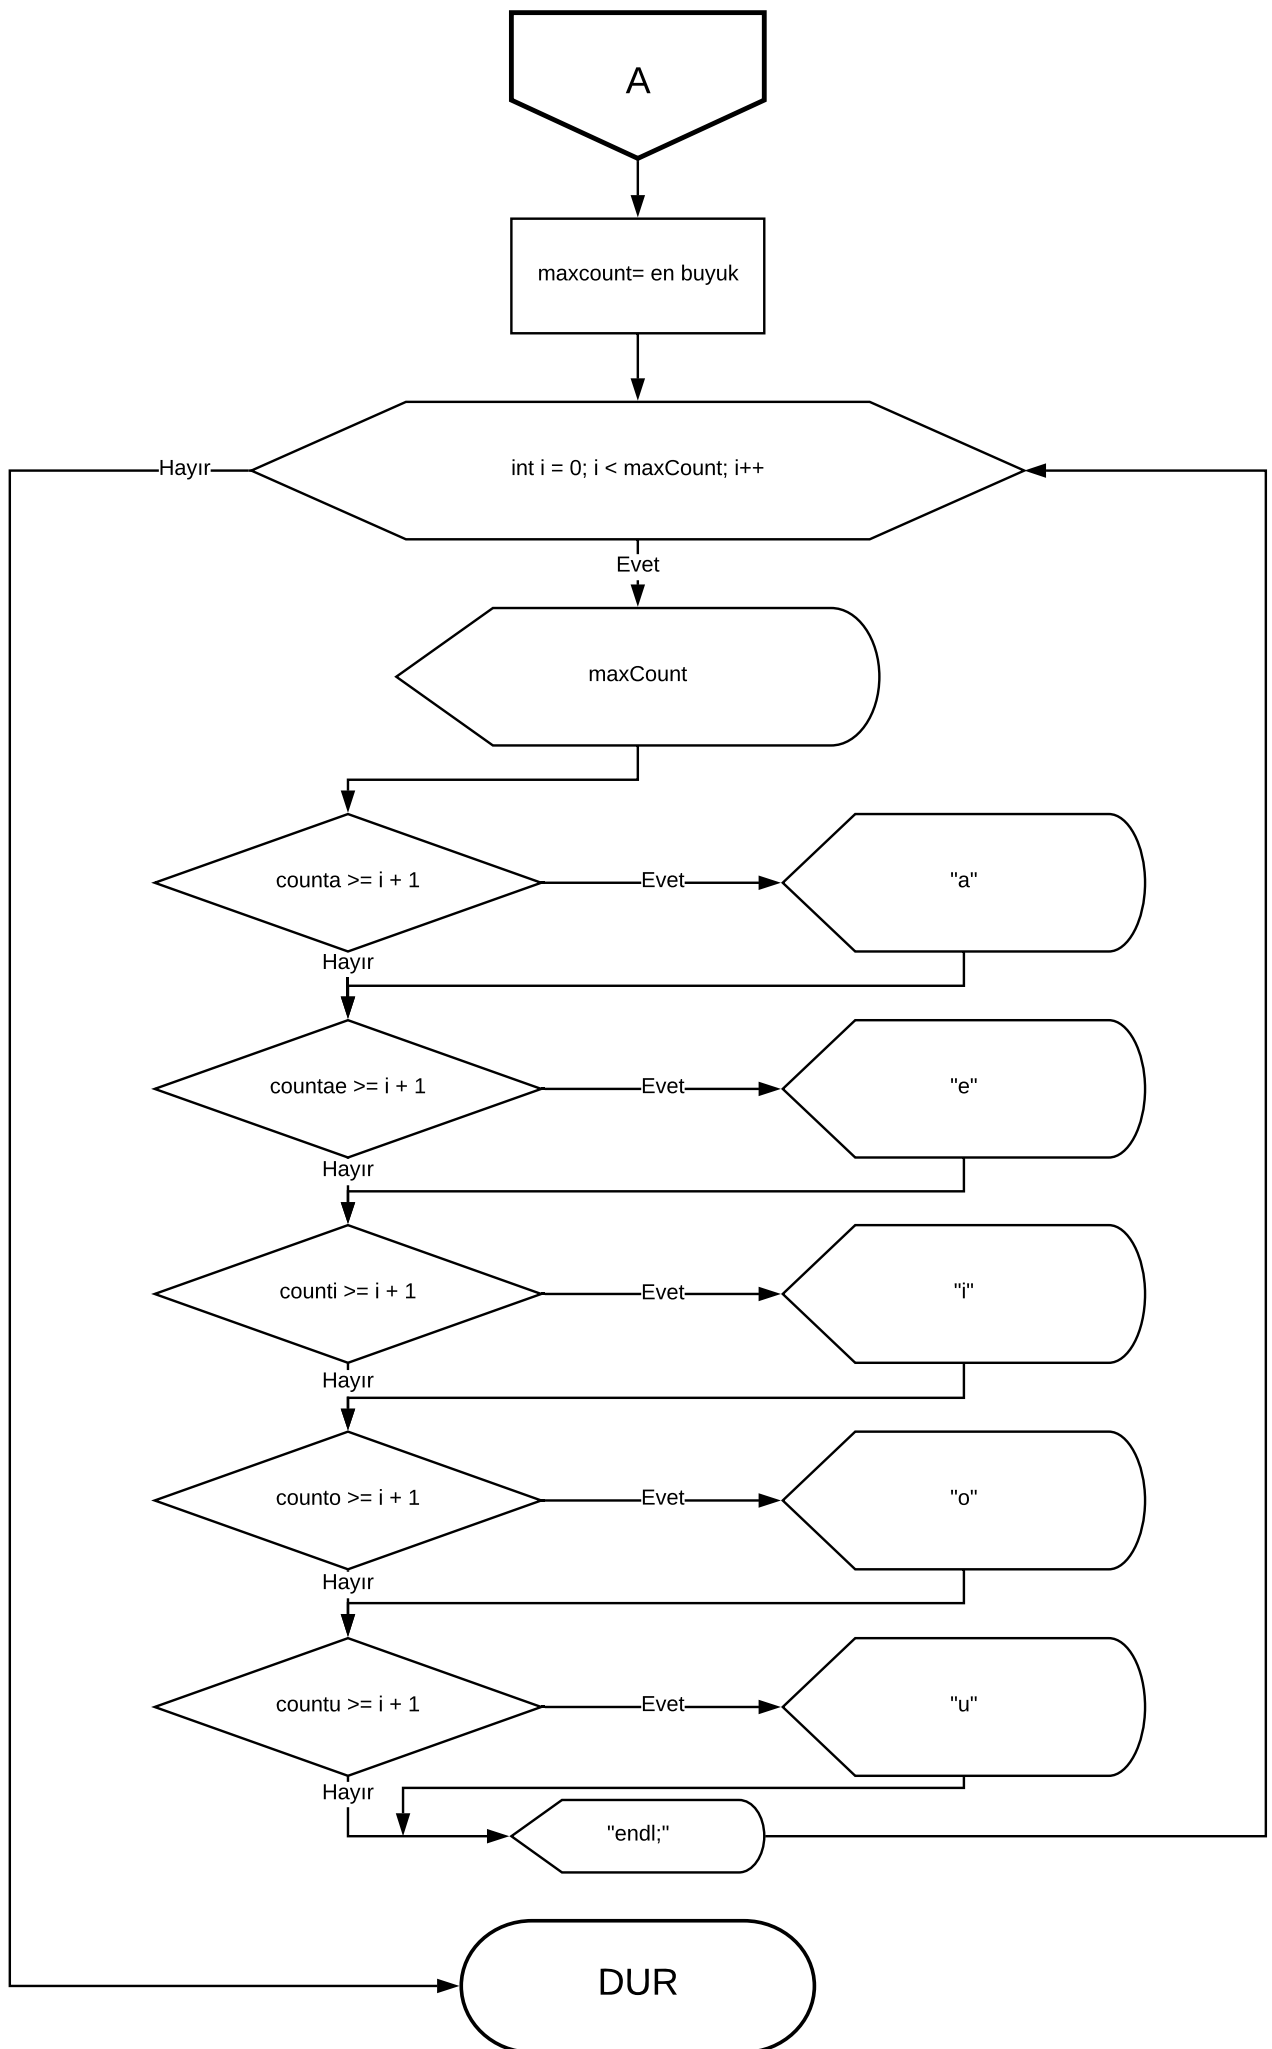 A
maxcount= en buyuk
int i = 0; i < maxCount; i++
Hayır
Evet
maxCount
counta >= i + 1
Evet
"a"
Hayır
countae >= i + 1
Evet
"e"
Hayır
counti >= i + 1
Evet
"i"
Hayır
counto >= i + 1
Evet
"o"
Hayır
countu >= i + 1
Evet
"u"
Hayır
"endl;"
DUR